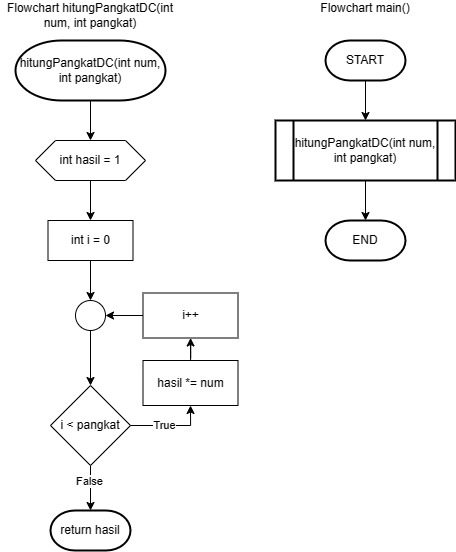 Flowchart hitungPangkatDC(int
num, int pangkat)
hitungPangkatDC(int num,
int pangkat)
int hasil = 1
int i = 0
i++
hasil *= num
i < pangkat
True
False
return hasil
Flowchart main()
START
hitungPangkatDC(int num,
int pangkat)
END